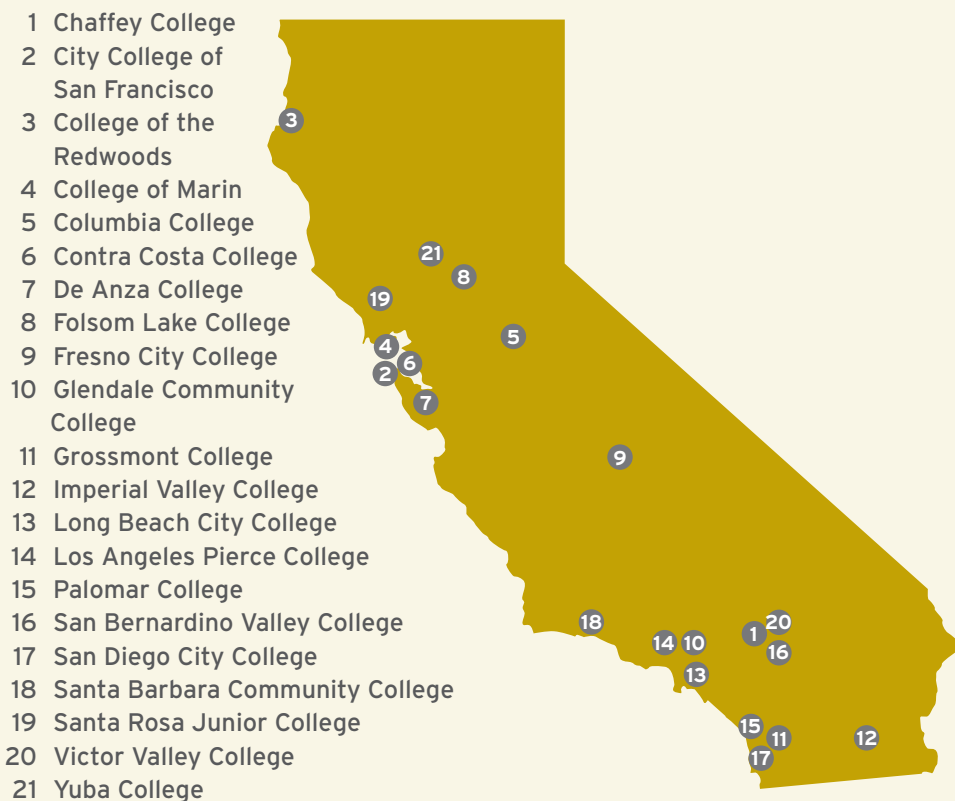 1 Chaffey College
2 City College of
San Francisco
3 College of the
Redwoods
4 College of Marin
5 Columbia College
6 Contra Costa College
7 De Anza College
8 Folsom Lake College
9 Fresno City College
10 Glendale Community
College
11 Grossmont College
12 Imperial Valley College
13 Long Beach City College
14 Los Angeles Pierce College
15 Palomar College
16 San Bernardino Valley College
17 San Diego City College
18 Santa Barbara Community College
19 Santa Rosa Junior College
20 Victor Valley College
21 Yuba College
3
21
8
19
5
4
6
2
7
9
18
20
1
14
10
16
13
15
11
12
17